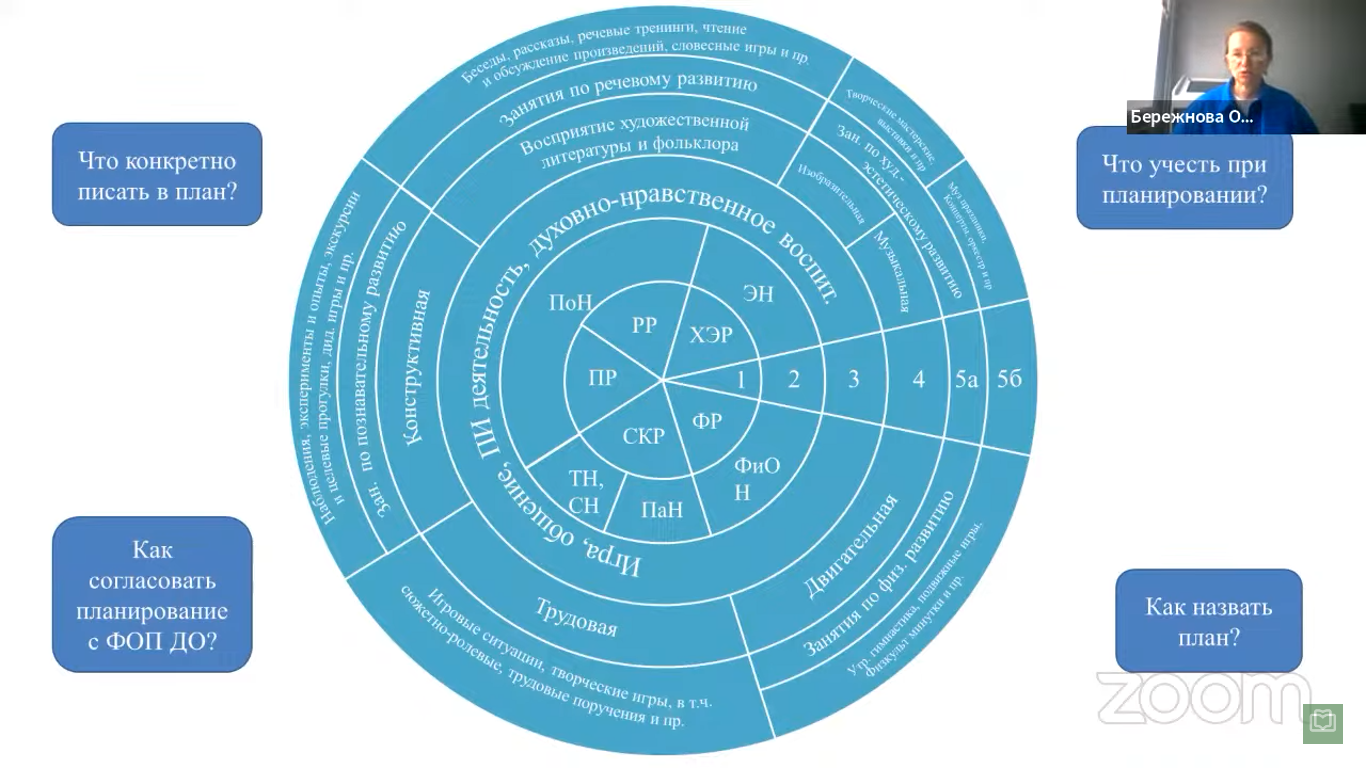 Беседы, рассказы, речевые тренинги, чтение
и обсуждение произведений, словесные игры и пр.
Занятия по речевому развитию
Восприятие художественной
литературы и фольклора
Творческие мастерские,
выставки и пр
Зан. по худ.-
эстетическому развитию
Изобразительная
Музыкальная
Муз праздники,
Концерты, оркестр и пр
Бережнова О...
Что конкретно
писать в план?
Что учесть при
планировании?
Наблюдения, эксперименты и опыты, экскурсии
и целевые прогулки, дид. игры и пр.
Зан. по познавательному развитию
Конструктивная
Игра, общение, ПИ деятельность, духовно-нравственное воспит.
ПоН
ЭН
РР
ХЭР
ПР
1
2
3
4
5а
5б
СКР
ФР
ТН,
СН
ПаН
ФиО
Н
Двигательная
Занятия по физ. развитию
Утр. гимнастика, подвижные игры,
физкульт минутки и пр.
Трудовая
Игровые ситуации, творческие игры, в т.ч.
сюжетно-ролевые, трудовые поручения и пр.
Как
согласовать
планирование
с ФОП ДО?
Как назвать
план?
zoom